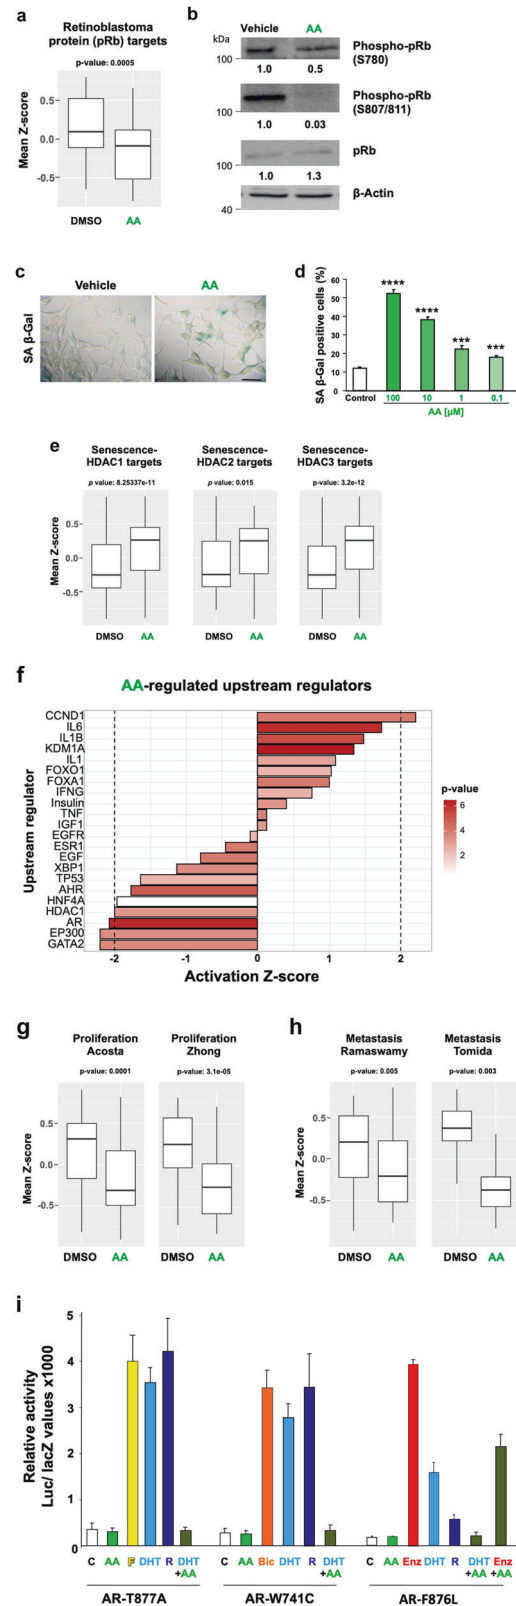 a
Retinoblastoma
protein (pRb) targets
p-value: 0.0005
Mean Z-score
0.5
0.0
-0.5
DMSO AA
b
Vehicle AA
kDa
100
Phospho-pRb
(S780)
1.0 0.5
100
Phospho-pRb
(S807/811)
1.0 0.03
100
pRb
1.0 1.3
β-Actin
40
c
Vehicle AA
SA β-Gal
d
SA β-Gal positive cells (%)
60
50
40
30
20
10
0
**** **** *** ***
Control 100 10 1 0.1
AA [µM]
e
Senescence-
HDAC1 targets
p value: 8.25337e-11
Senescence-
HDAC2 targets
p value: 0.015
Senescence-
HDAC3 targets
p-value: 3.2e-12
Mean Z-score
0.5
0.0
-0.5
DMSO AA DMSO AA DMSO AA
f
AA-regulated upstream regulators
Upstream regulator
CCND1
IL6
IL1B
KDM1A
IL1
FOXO1
FOXA1
IFNG
Insulin
TNF
IGF1
EGFR
ESR1
EGF
XBP1
TP53
AHR
HNF4A
HDAC1
AR
EP300
GATA2
-2 -1 0 1 2
Activation Z-score
p-value
6
4
2
g
Proliferation
Acosta
p-value: 0.0001
Proliferation
Zhong
p-value: 3.1e-05
Mean Z-score
0.5
0.0
-0.5
DMSO AA DMSO AA
h
Metastasis
Ramaswamy
p-value: 0.005
Metastasis
Tomida
p-value: 0.003
Mean Z-score
0.5
0.0
-0.5
DMSO AA DMSO AA
i
Relative activity
Luc/ lacZ values x1000
5
4
3
2
1
0
C AA F DHT R DHT +AA
AR-T877A
C AA Bic DHT R DHT +AA
AR-W741C
C AA Enz DHT R DHT +AA Enz +AA
AR-F876L